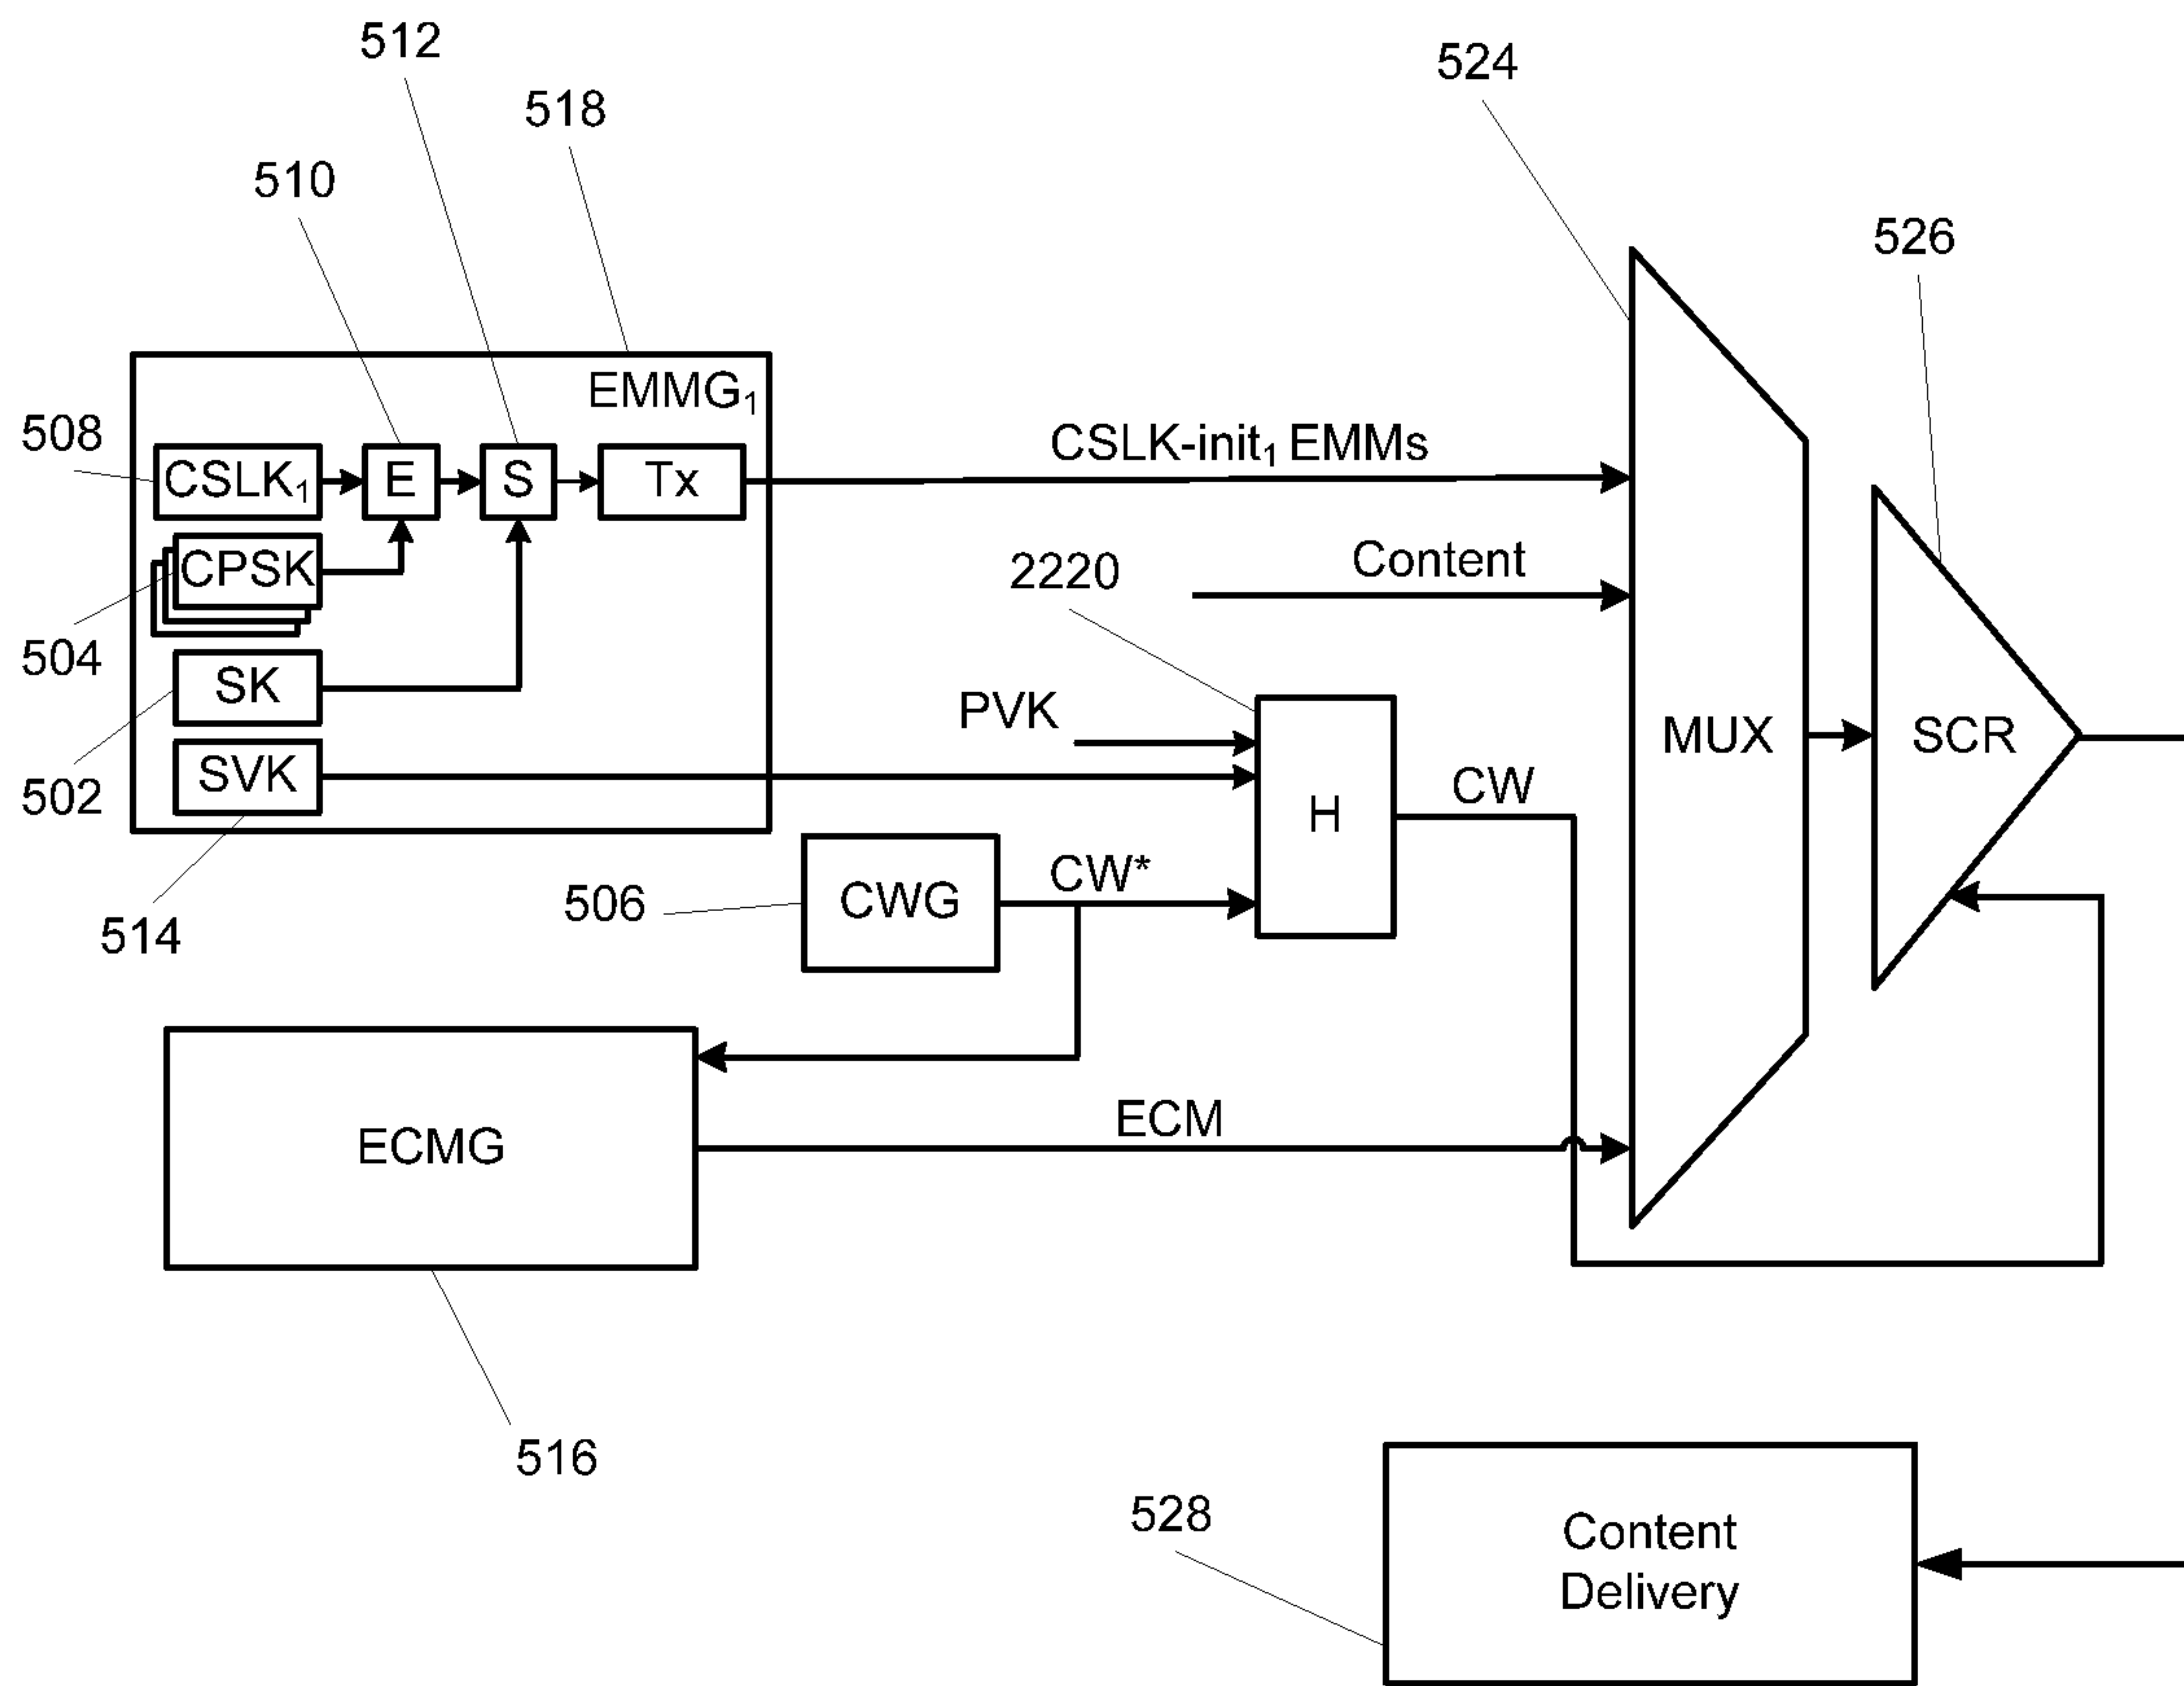 512
524
518
510
526
EMMG1
508
CSLK1
E
S
Tx
CSLK-init1 EMMs
CPSK
2220
Content
504
SK
PVK
MUX
SCR
502
SVK
CW
H
CW*
506
CWG
514
ECM
ECMG
516
528
Content
Delivery